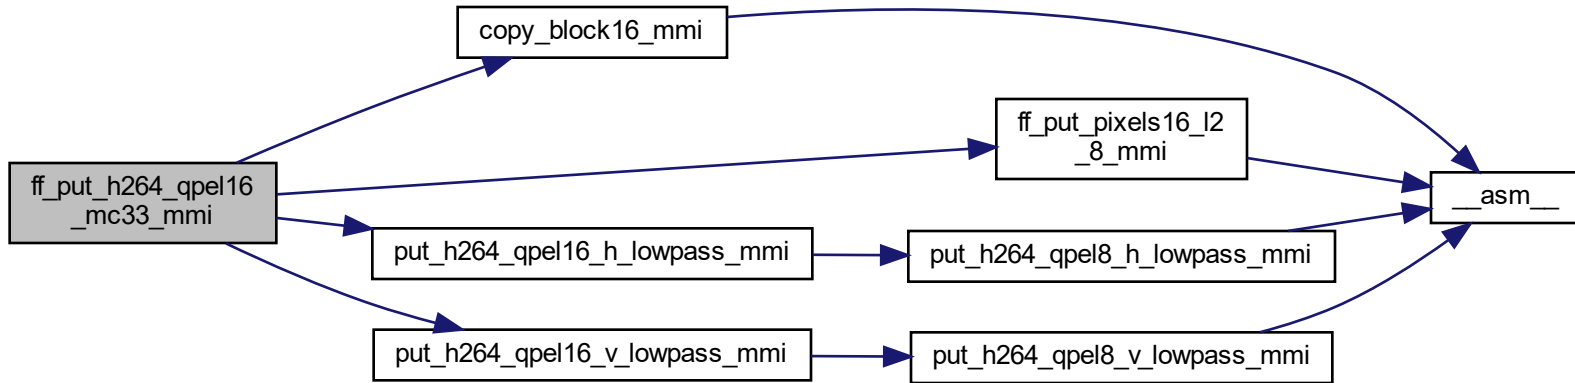 copy_block16_mmi
ff_put_pixels16_l2
_8_mmi
ff_put_h264_qpel16
_mc33_mmi
__asm__
put_h264_qpel16_h_lowpass_mmi
put_h264_qpel8_h_lowpass_mmi
put_h264_qpel16_v_lowpass_mmi
put_h264_qpel8_v_lowpass_mmi